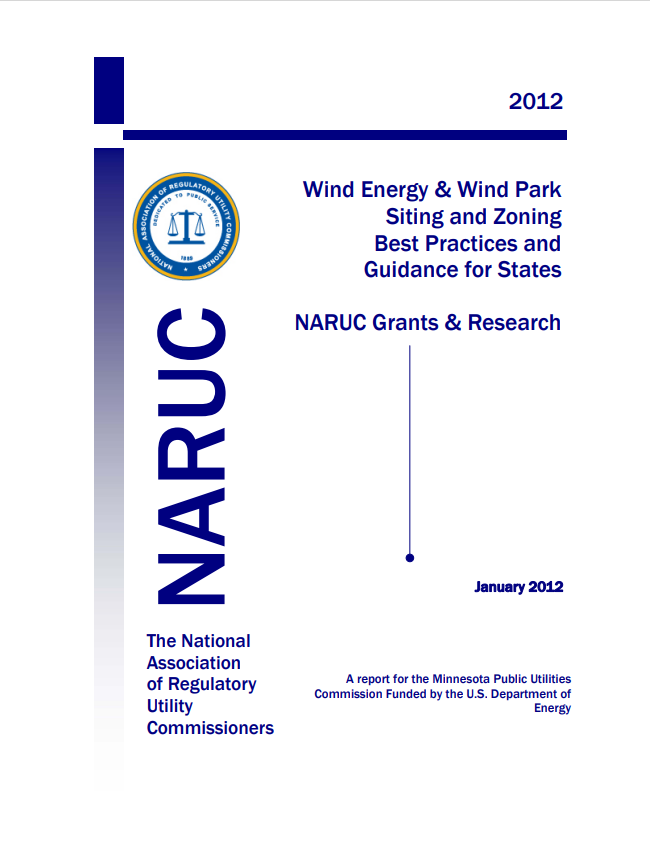 2012
NATIONAL ASSOCIATION OF REGULATORY UTILITY COMMISSIONERS
DEDICATED TO PUBLIC SERVICE
1889
Wind Energy & Wind Park
Siting and Zoning
Best Practices and
Guidance for States
NARUC Grants & Research
NARUC
January 2012
The National
Association
of Regulatory
Utility
Commissioners
A report for the Minnesota Public Utilities
Commission Funded by the U.S. Department of
Energy